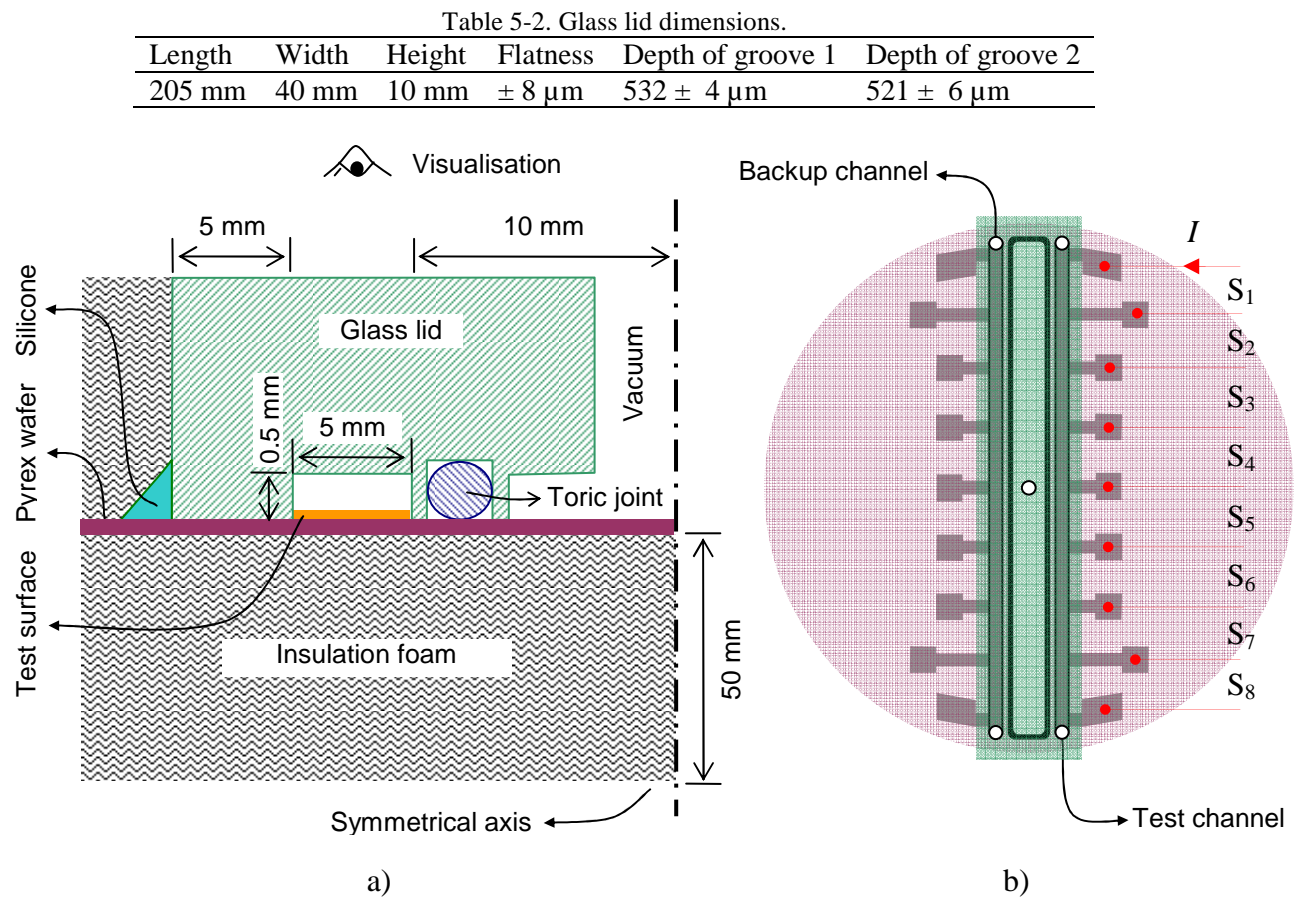 Table 5-2. Glass lid dimensions.
Length Width Height Flatness Depth of groove 1 Depth of groove 2
205 mm 40 mm 10 mm ± 8 µm 532 ± 4 µm 521 ± 6 µm
Visualisation
5 mm
10 mm
Silicone
Pyrex wafer
Test surface
Glass lid
Vacuum
0.5 mm
5 mm
Toric joint
Insulation foam
50 mm
Symmetrical axis
a)
Backup channel
I
S1
S2
S3
S4
S5
S6
S7
S8
Test channel
b)